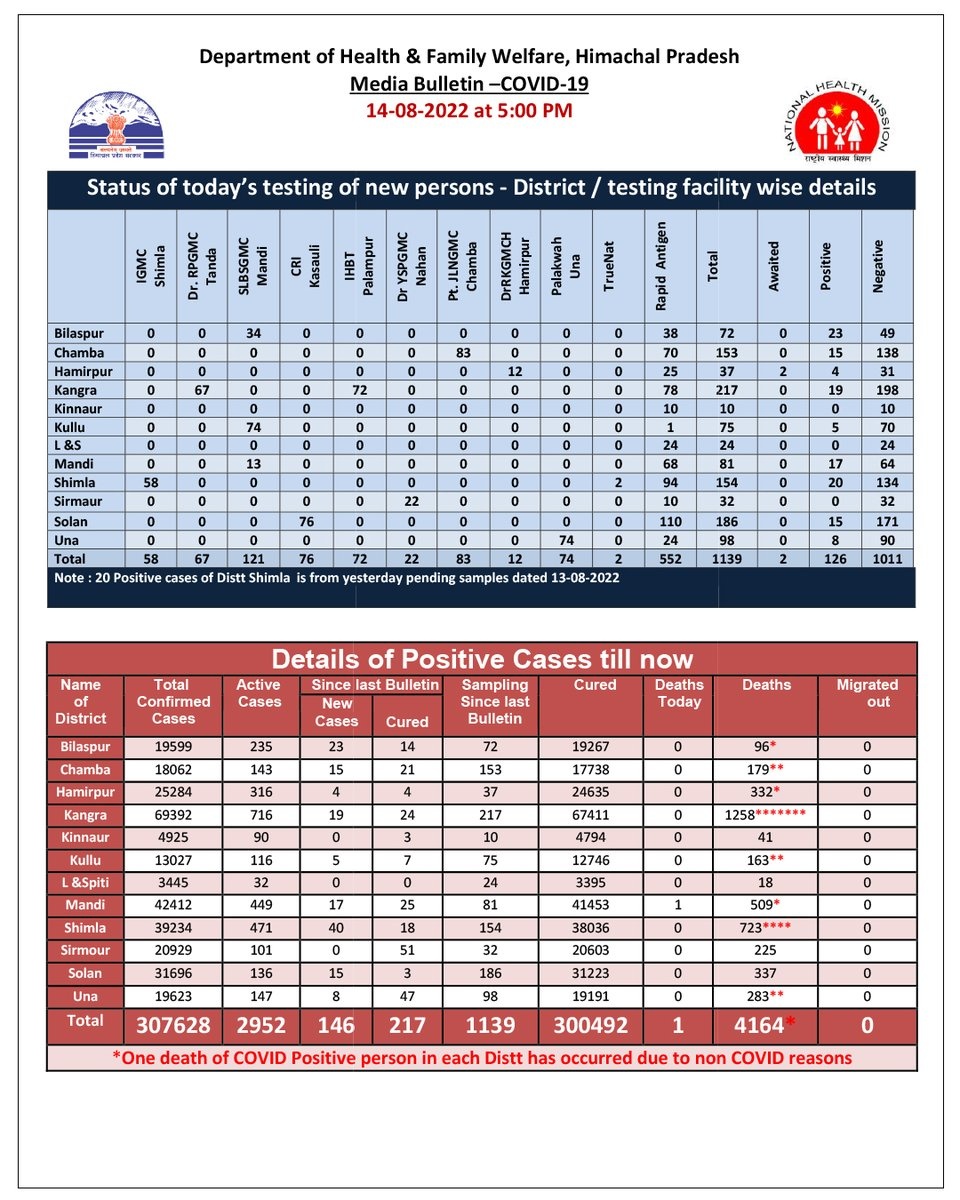 Department of Health & Family Welfare, Himachal Pradesh
Media Bulletin –COVID-19
14-08-2022 at 5:00 PM
हिमाचल प्रदेश सरकार
NATIONAL HEALTH MISSION
राष्ट्रीय स्वास्थ्य मिशन
Status of today's testing of new persons - District / testing facility wise details
IGMC Shimla Dr. RPGMC Tanda SLBSGMC Mandi CRI Kasauli IHBT Palampur Dr YSPGMC Nahan Pt. JLNGMC Chamba DrRKGMCH Hamirpur Palakwah Una TrueNat Rapid Antigen Total Awaited Positive Negative
Bilaspur 0 0 34 0 0 0 0 0 0 0 38 72 0 23 49
Chamba 0 0 0 0 0 0 83 0 0 0 70 153 0 15 138
Hamirpur 0 0 0 0 0 0 0 12 0 0 25 37 2 4 31
Kangra 0 67 0 0 72 0 0 0 0 0 78 217 0 19 198
Kinnaur 0 0 0 0 0 0 0 0 0 0 10 10 0 0 10
Kullu 0 0 74 0 0 0 0 0 0 0 1 75 0 5 70
L &S 0 0 0 0 0 0 0 0 0 0 24 24 0 0 24
Mandi 0 0 13 0 0 0 0 0 0 0 68 81 0 17 64
Shimla 58 0 0 0 0 0 0 0 0 2 94 154 0 20 134
Sirmaur 0 0 0 0 0 22 0 0 0 0 10 32 0 0 32
Solan 0 0 0 76 0 0 0 0 0 0 110 186 0 15 171
Una 0 0 0 0 0 0 0 0 74 0 24 98 0 8 90
Total 58 67 121 76 72 22 83 12 74 2 552 1139 2 126 1011
Note : 20 Positive cases of Distt Shimla is from yesterday pending samples dated 13-08-2022
Details of Positive Cases till now
Name of District Total Confirmed Cases Active Cases Since last Bulletin New Cases Cured Sampling Since last Bulletin Cured Deaths Today Deaths Migrated out
Bilaspur 19599 235 23 14 72 19267 0 96* 0
Chamba 18062 143 15 21 153 17738 0 179** 0
Hamirpur 25284 316 4 4 37 24635 0 332* 0
Kangra 69392 716 19 24 217 67411 0 1258******* 0
Kinnaur 4925 90 0 3 10 4794 0 41 0
Kullu 13027 116 5 7 75 12746 0 163** 0
L &Spiti 3445 32 0 0 24 3395 0 18 0
Mandi 42412 449 17 25 81 41453 1 509* 0
Shimla 39234 471 40 18 154 38036 0 723**** 0
Sirmour 20929 101 0 51 32 20603 0 225 0
Solan 31696 136 15 3 186 31223 0 337 0
Una 19623 147 8 47 98 19191 0 283** 0
Total 307628 2952 146 217 1139 300492 1 4164* 0
*One death of COVID Positive person in each Distt has occurred due to non COVID reasons